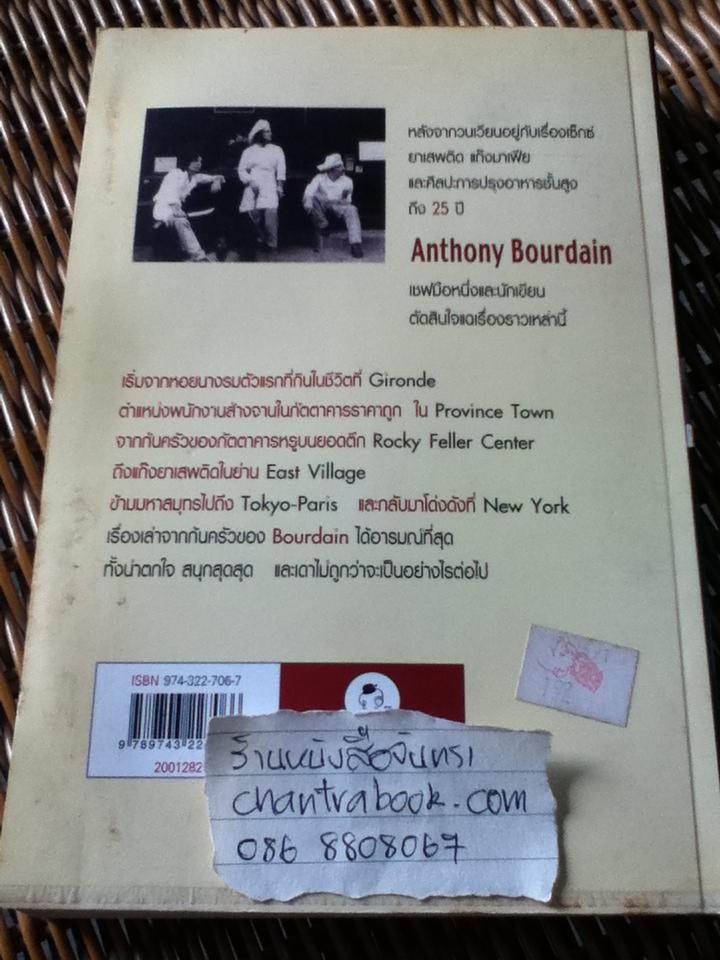 หลังจากวนเวียนอยู่กับเรื่องเซ็กซ์
ยาเสพติด แก๊งมาเฟีย
และศิลปะการปรุงอาหารชั้นสูง
ถึง 25 ปี
Anthony Bourdain
เชฟมือหนึ่งและนักเขียน
ตัดสินใจแฉเรื่องราวเหล่านี้
เริ่มจากหอยนางรมตัวแรกที่กินในชีวิตที่ Gironde
ตำแหน่งพนักงานล้างจานในภัตตาคารราคาถูก ใน Province Town
จากก้นครัวของภัตตาคารหรูบนยอดตึก Rocky Feller Center
ถึงแก๊งยาเสพติดในย่าน East Village
ข้ามมหาสมุทรไปถึง Tokyo-Paris และกลับมาโด่งดังที่ New York
เรื่องเล่าจากก้นครัวของ Bourdain ได้อารมณ์ที่สุด
ทั้งน่าตกใจ สนุกสุดสุด และเดาไม่ถูกว่าจะเป็นอย่างไรต่อไป
ISBN 974-322-706-7
9 789743 22
2001282
ร้านหนังสือจันทรา
chantrabook.com
086 8808067